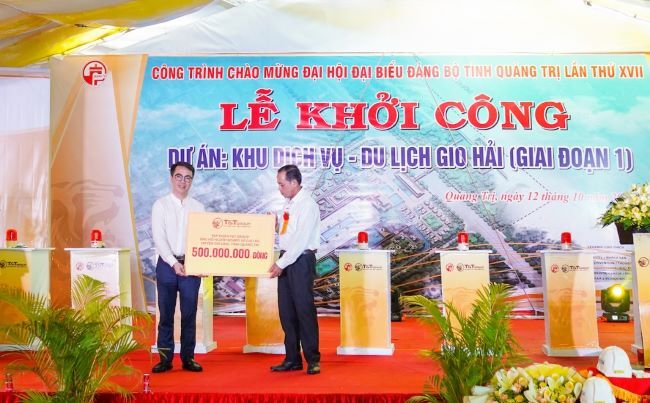 CÔNG TRÌNH CHÀO MỪNG ĐẠI HỘI ĐẠI BIỂU ĐẢNG BỘ TỈNH QUẢNG TRỊ LẦN THỨ XVII
LỄ KHỞI CÔNG
DỰ ÁN: KHU DỊCH VỤ - DU LỊCH GIO HẢI (GIAI ĐOẠN 1)
Quảng Trị, ngày 12 tháng 10
T&T GROUP
500.000.000 ĐỒNG
T&T
T&T
T&T
T&T
T&T
T&T